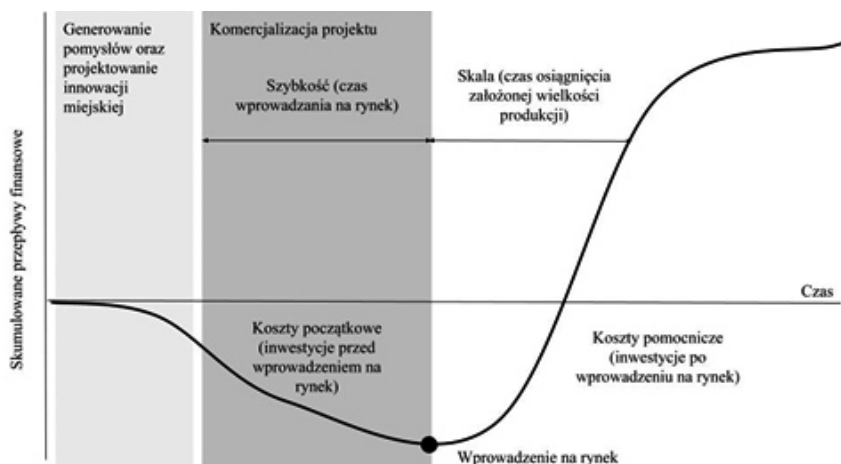 Generowanie
pomysłów oraz
projektowanie
innowacji
miejskiej
Komercjalizacja projektu
Szybkość (czas
wprowadzania na rynek)
Skala (czas osiągnięcia
założonej wielkości
produkcji)
Skumulowane przepływy finansowe
Czas
Koszty początkowe
(inwestycje przed
wprowadzeniem na
rynek)
Koszty pomocnicze
(inwestycje po
wprowadzeniu na rynek)
Wprowadzenie na rynek